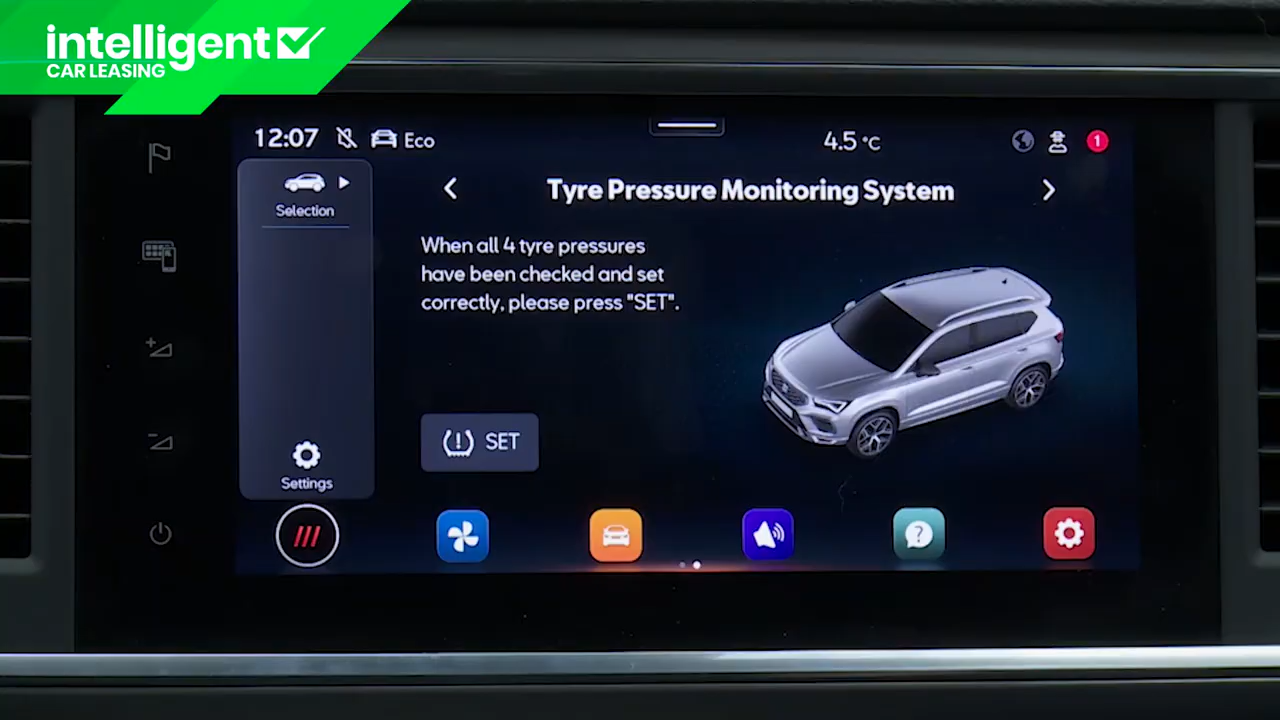 intelligent
CAR LEASING
12:07 Eco 4.5 °C 1
Selection
Tyre Pressure Monitoring System
When all 4 tyre pressures
have been checked and set
correctly, please press "SET".
SET
Settings